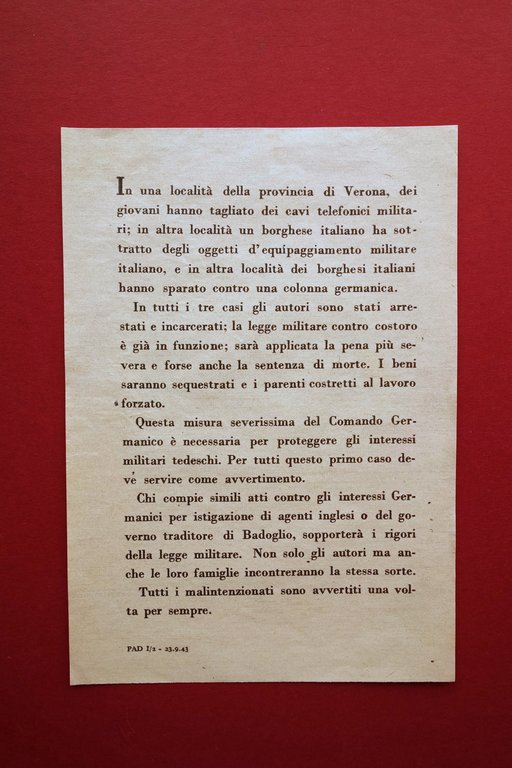 In una località della provincia di Verona, dei
giovani hanno tagliato dei cavi telefonici milita-
ri; in altra località un borghese italiano ha sot-
tratto degli oggetti d'equipaggiamento militare
italiano, e in altra località dei borghesi italiani
hanno sparato contro una colonna germanica.
In tutti i tre casi gli autori sono stati arre-
stati e incarcerati; la legge militare contro costoro
è già in funzione; sarà applicata la pena più se-
vera e forse anche la sentenza di morte. I beni
saranno sequestrati e i parenti costretti al lavoro
forzato.
Questa misura severissima del Comando Ger-
manico è necessaria per proteggere gli interessi
militari tedeschi. Per tutti questo primo caso de-
ve servire come avvertimento.
Chi compie simili atti contro gli interessi Ger-
manici per istigazione di agenti inglesi o del go-
verno traditore di Badoglio, sopporterà i rigori
della legge militare. Non solo gli autori ma an-
che le loro famiglie incontreranno la stessa sorte.
Tutti i malintenzionati sono avvertiti una vol-
ta per sempre.
PAD I/2 - 23.9.43